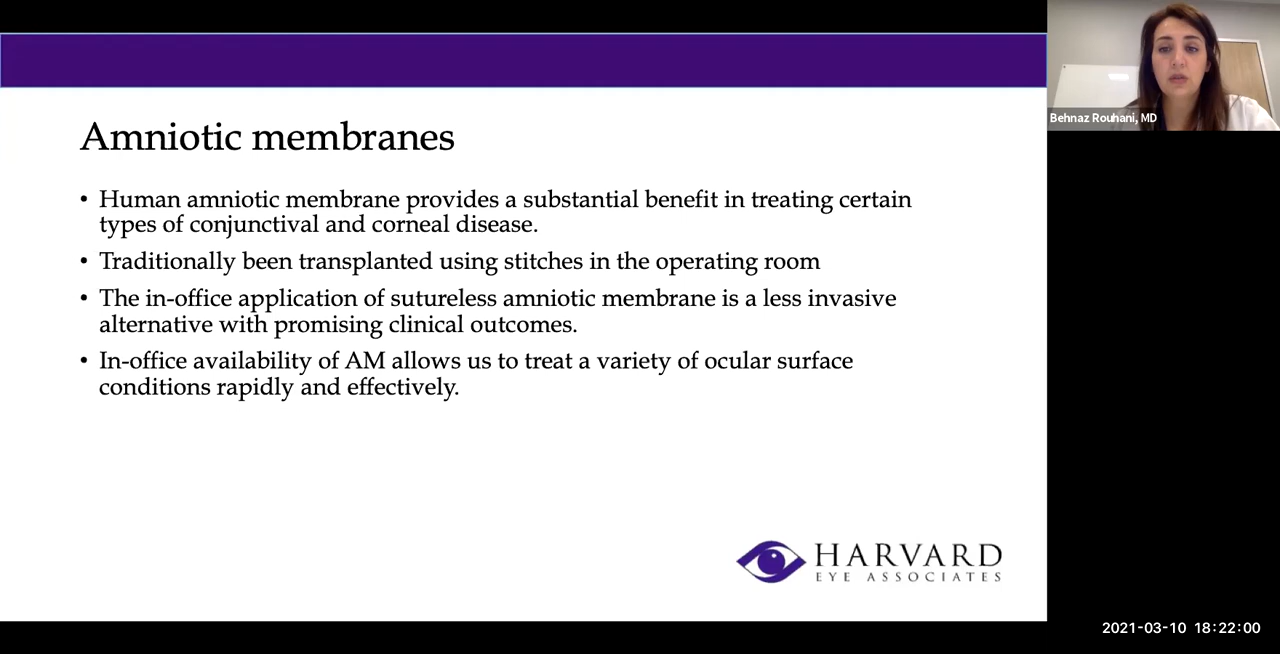 Amniotic membranes
• Human amniotic membrane provides a substantial benefit in treating certain
types of conjunctival and corneal disease.
• Traditionally been transplanted using stitches in the operating room
• The in-office application of sutureless amniotic membrane is a less invasive
alternative with promising clinical outcomes.
• In-office availability of AM allows us to treat a variety of ocular surface
conditions rapidly and effectively.
HARVARD
EYE ASSOCIATES
Behnaz Rouhani, MD
2021-03-10 18:22:00